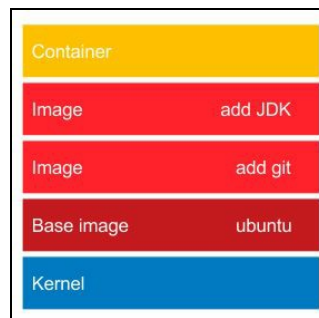 Container
Image add JDK
Image add git
Base image ubuntu
Kernel